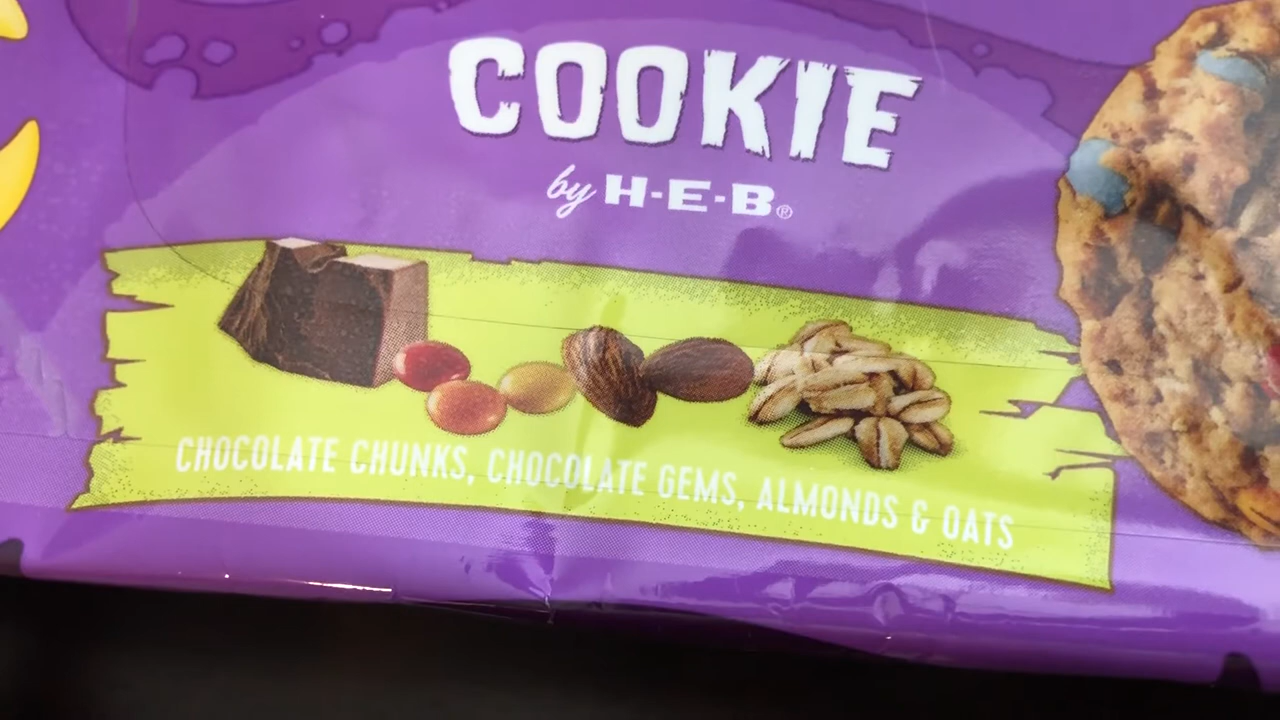 COOKIE
by H-E-B®
CHOCOLATE CHUNKS, CHOCOLATE GEMS, ALMONDS & OATS